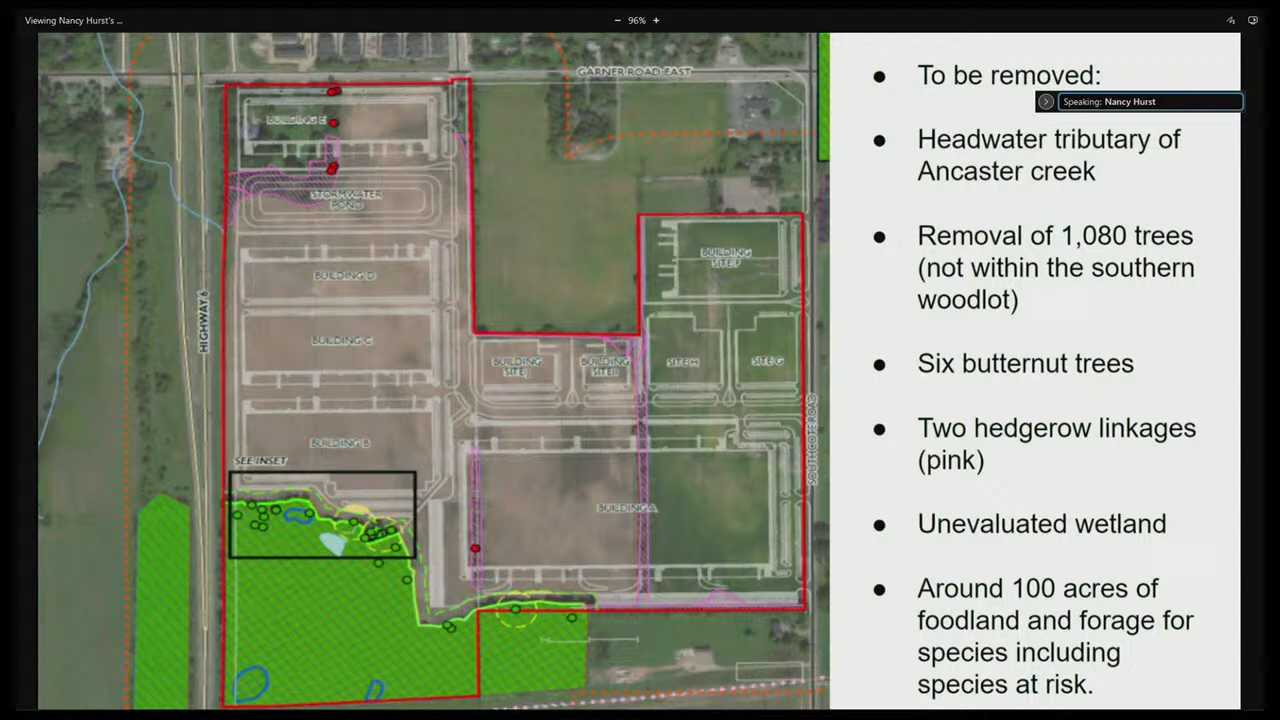 Viewing Nancy Hurst's ...
− 96% +
GARNER ROAD EAST
BUILDING E
STORMWATER
POND
BUILDING D
BUILDING C
BUILDING B
SEE INSET
HIGHWAY 6
BUILDING
SITE F
BUILDING
SITE J
BUILDING
SITE I
SITE H
SITE G
BUILDING A
SOUTHCOTE ROAD
● To be removed:
Speaking: Nancy Hurst
● Headwater tributary of
Ancaster creek
● Removal of 1,080 trees
(not within the southern
woodlot)
● Six butternut trees
● Two hedgerow linkages
(pink)
● Unevaluated wetland
● Around 100 acres of
foodland and forage for
species including
species at risk.